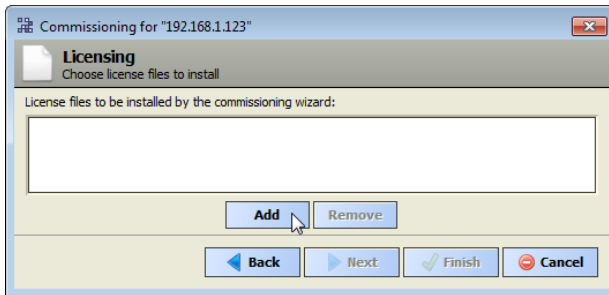 Commissioning for "192.168.1.123"
Licensing
Choose license files to install
License files to be installed by the commissioning wizard:
Add Remove
Back Next Finish Cancel